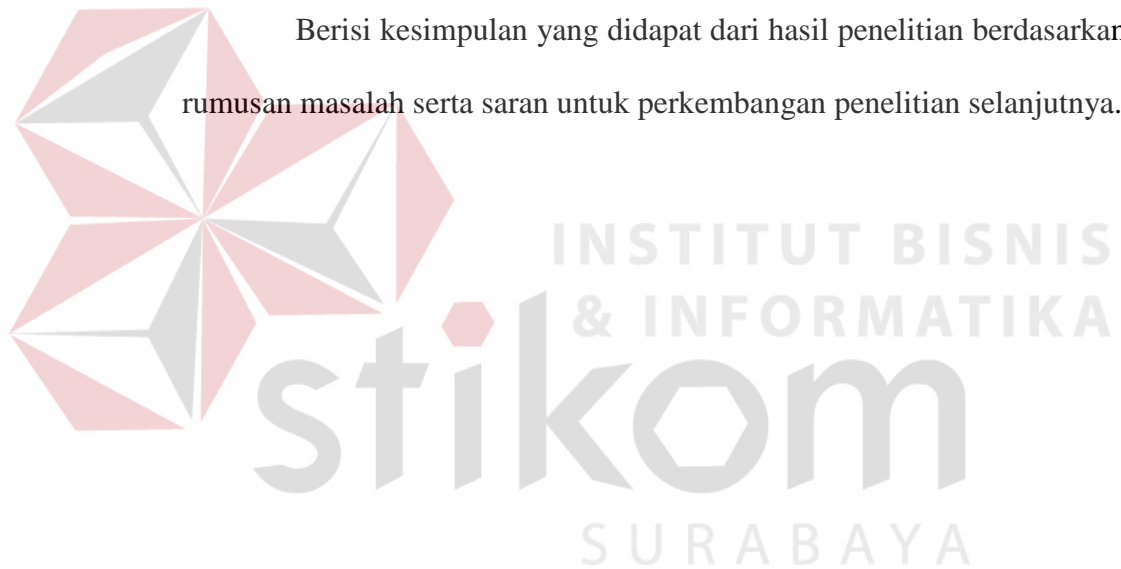 Berisi kesimpulan yang didapat dari hasil penelitian berdasarkan
rumusan masalah serta saran untuk perkembangan penelitian selanjutnya.
INSTITUT BISNIS
& INFORMATIKA
stikom
SURABAYA